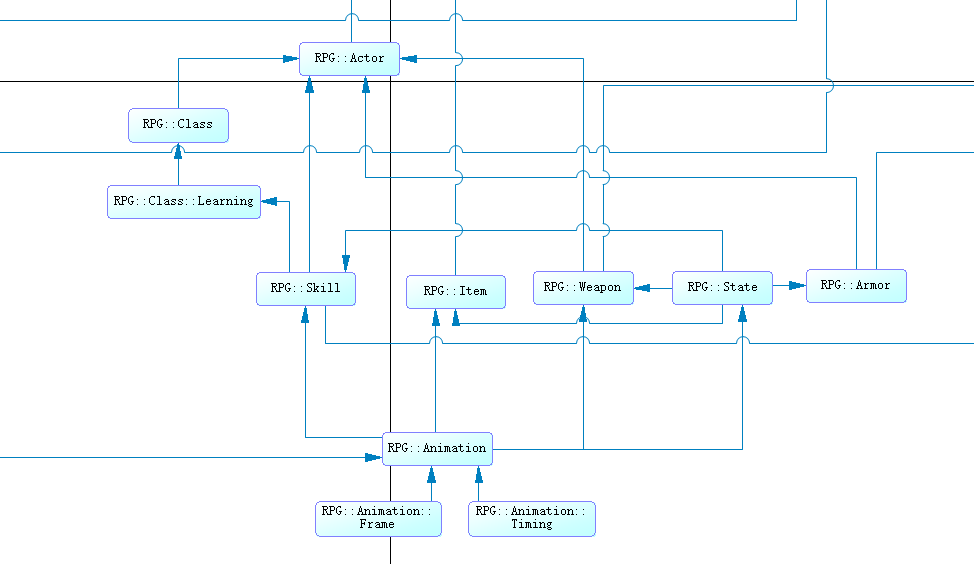 RPG::Actor
RPG::Class
RPG::Class::Learning
RPG::Skill
RPG::Item
RPG::Weapon
RPG::State
RPG::Armor
RPG::Animation
RPG::Animation::
Frame
RPG::Animation::
Timing